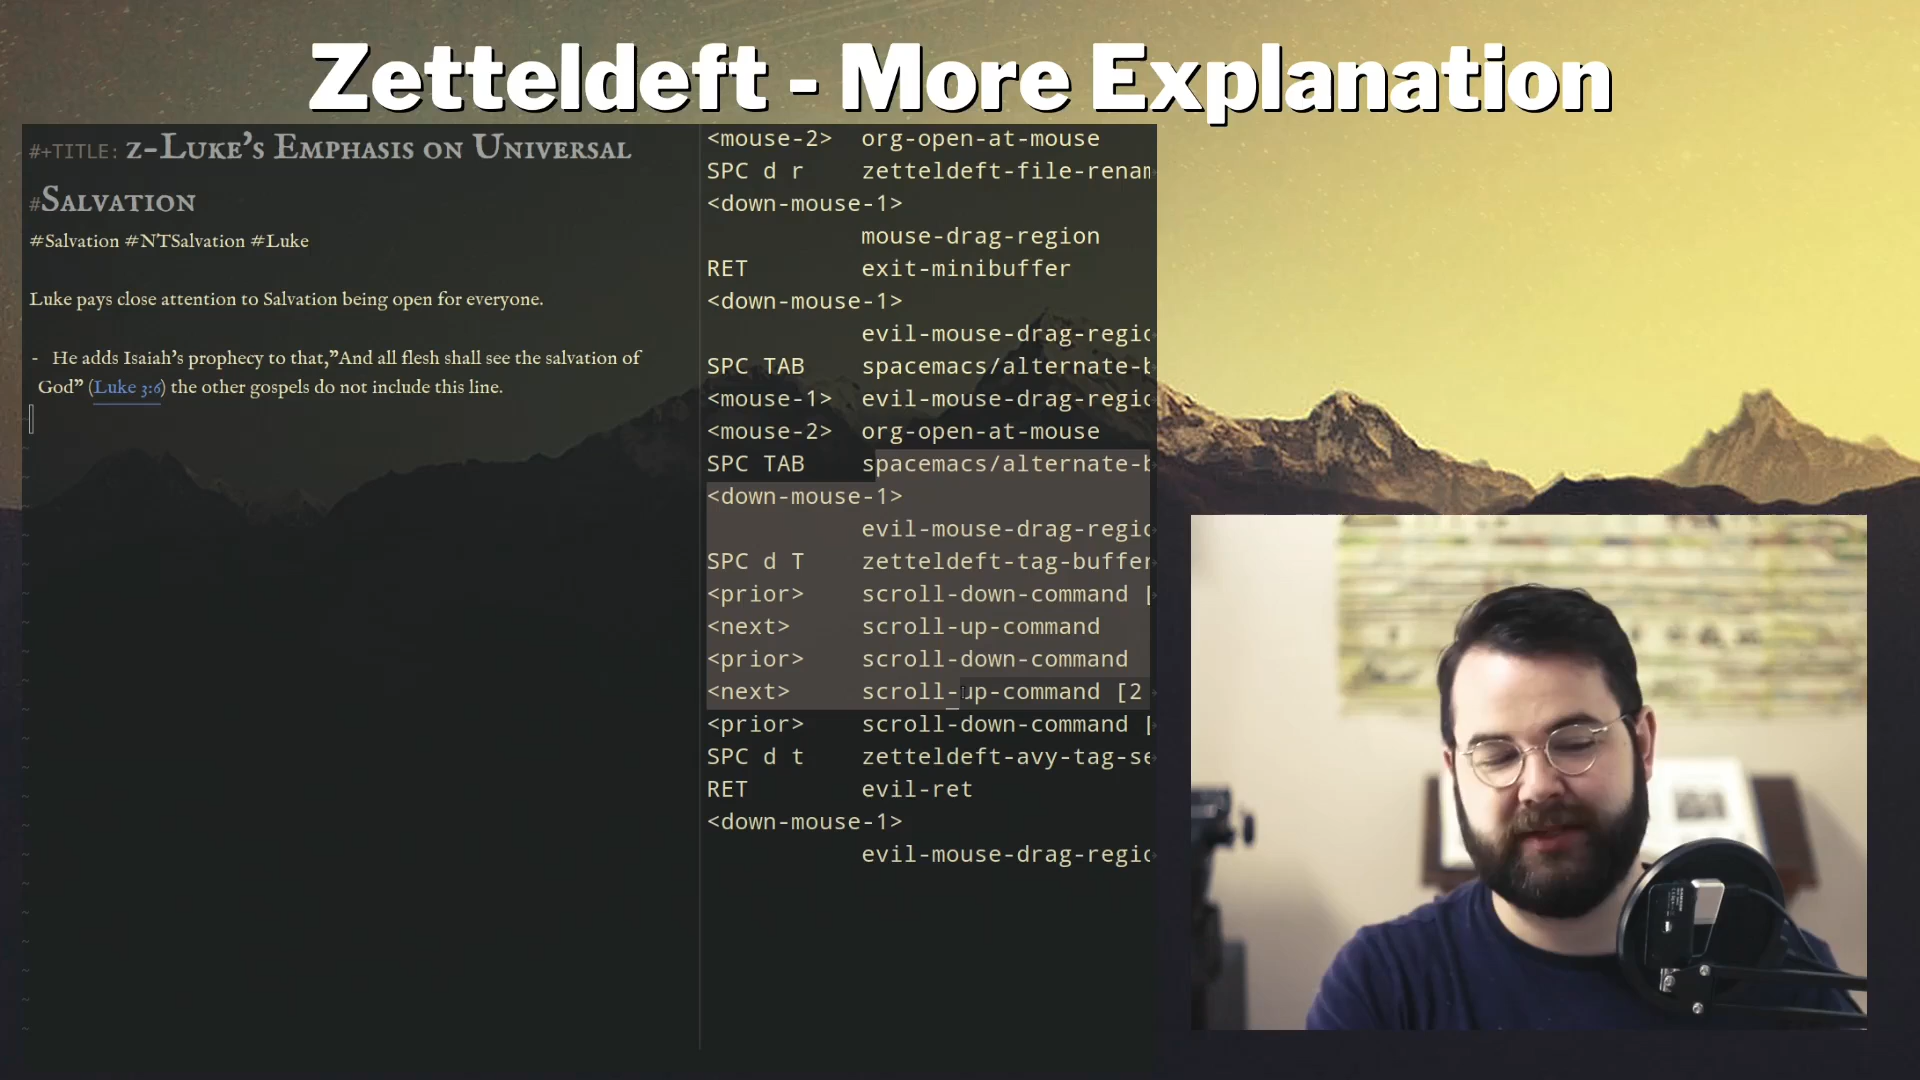 Zetteldeft - More Explanation
#+TITLE: z-Luke’s Emphasis on Universal
#Salvation
#Salvation #NTSalvation #Luke
Luke pays close attention to Salvation being open for everyone.
- He adds Isaiah’s prophecy to that,”And all flesh shall see the salvation of
God” (Luke 3:6) the other gospels do not include this line.
<mouse-2> org-open-at-mouse
SPC d r zetteldeft-file-renam
<down-mouse-1>
mouse-drag-region
RET exit-minibuffer
<down-mouse-1>
evil-mouse-drag-regio
SPC TAB spacemacs/alternate-b
<mouse-1> evil-mouse-drag-regio
<mouse-2> org-open-at-mouse
SPC TAB spacemacs/alternate-b
<down-mouse-1>
evil-mouse-drag-regio
SPC d T zetteldeft-tag-buffer
<prior> scroll-down-command [
<next> scroll-up-command
<prior> scroll-down-command
<next> scroll-up-command [2
<prior> scroll-down-command [
SPC d t zetteldeft-avy-tag-se
RET evil-ret
<down-mouse-1>
evil-mouse-drag-regio